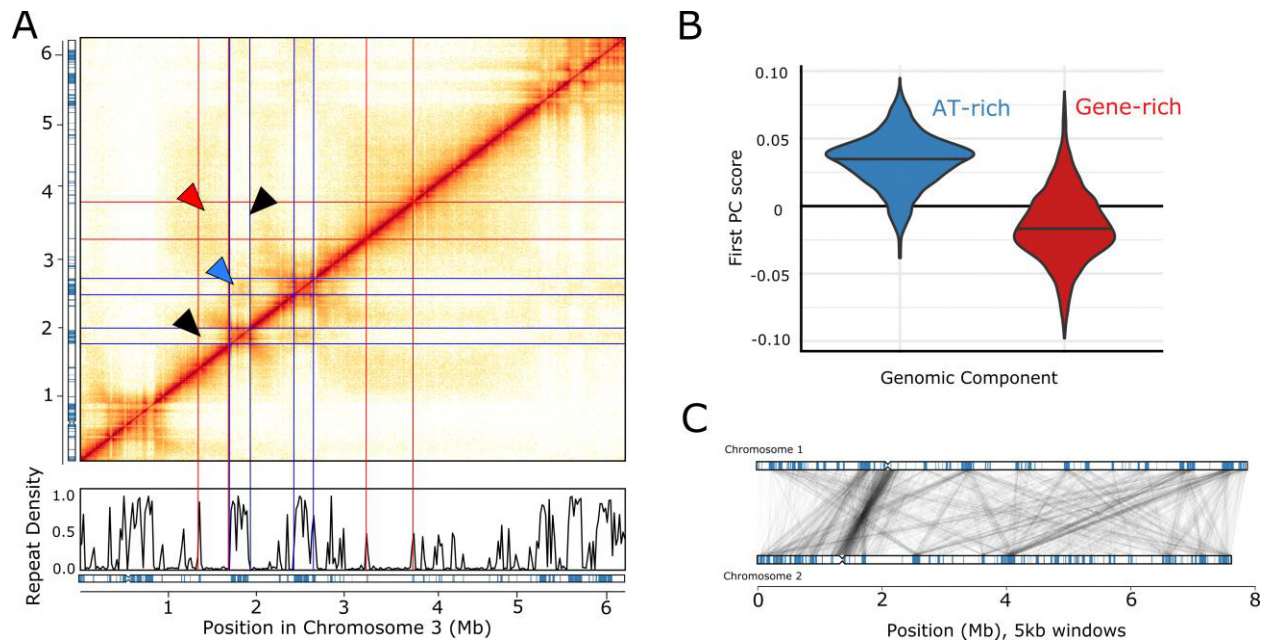 A
6
5
4
3
2
1
1.0
0.5
0.0
Repeat Density
1 2 3 4 5 6
Position in Chromosome 3 (Mb)
B
0.10
0.05
0
-0.05
-0.10
First PC score
AT-rich
Gene-rich
Genomic Component
C
Chromosome 1
Chromosome 2
0 2 4 6 8
Position (Mb), 5kb windows